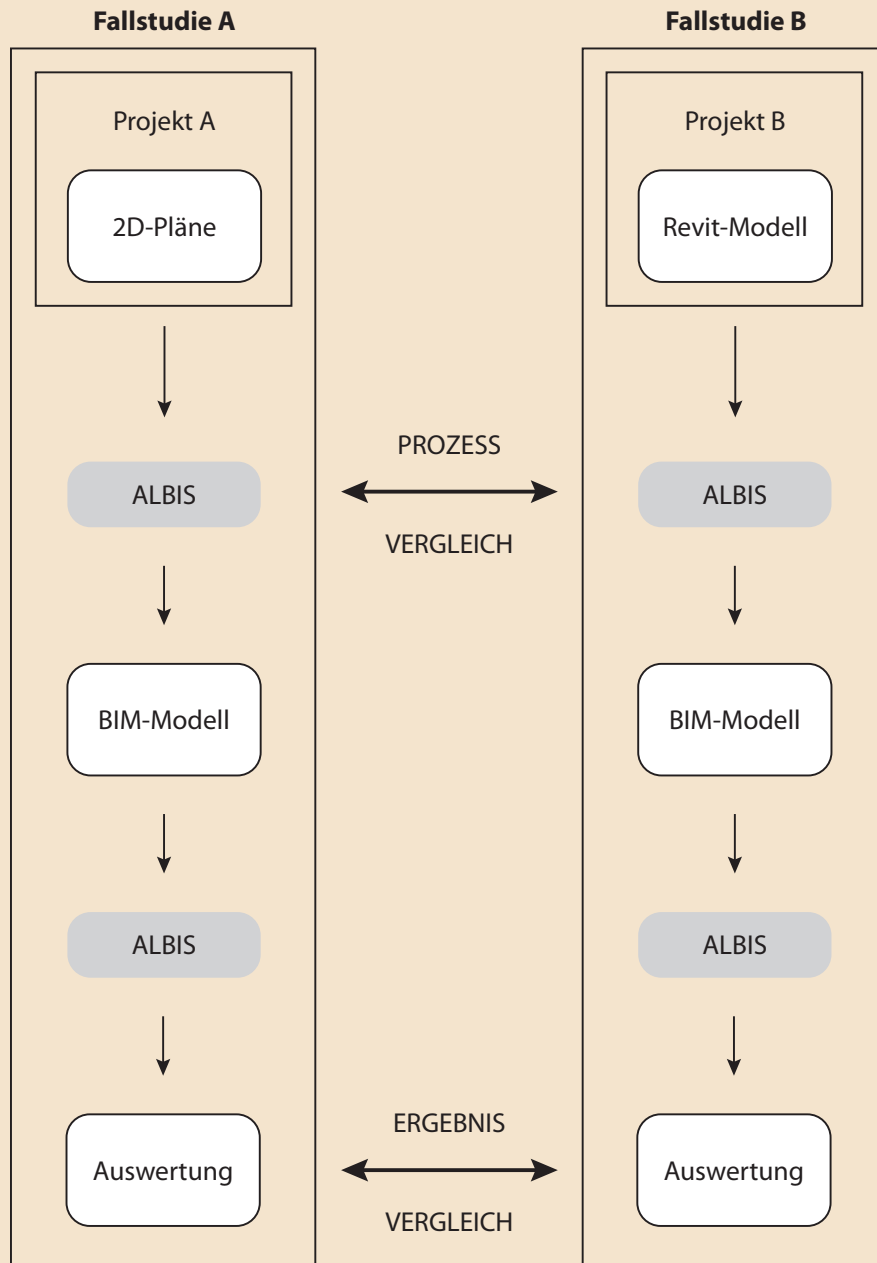 Fallstudie A
Projekt A
2D-Pläne
ALBIS
BIM-Modell
ALBIS
Auswertung
PROZESS
VERGLEICH
ERGEBNIS
VERGLEICH
Fallstudie B
Projekt B
Revit-Modell
ALBIS
BIM-Modell
ALBIS
Auswertung